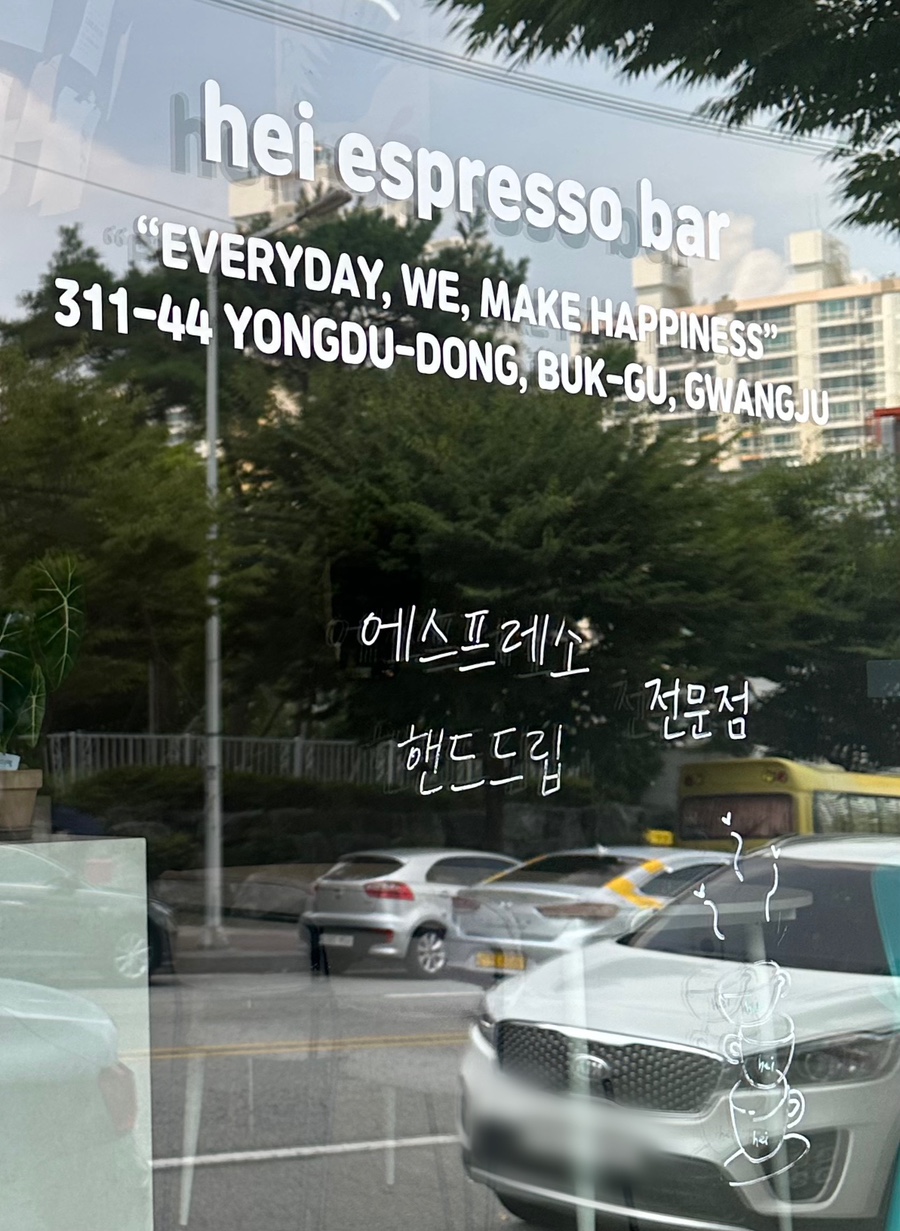 hei espresso bar
“EVERYDAY, WE, MAKE HAPPINESS”
311-44 YONGDU-DONG, BUK-GU, GWANGJU
에스프레소
전문점
핸드드립
hei
hei